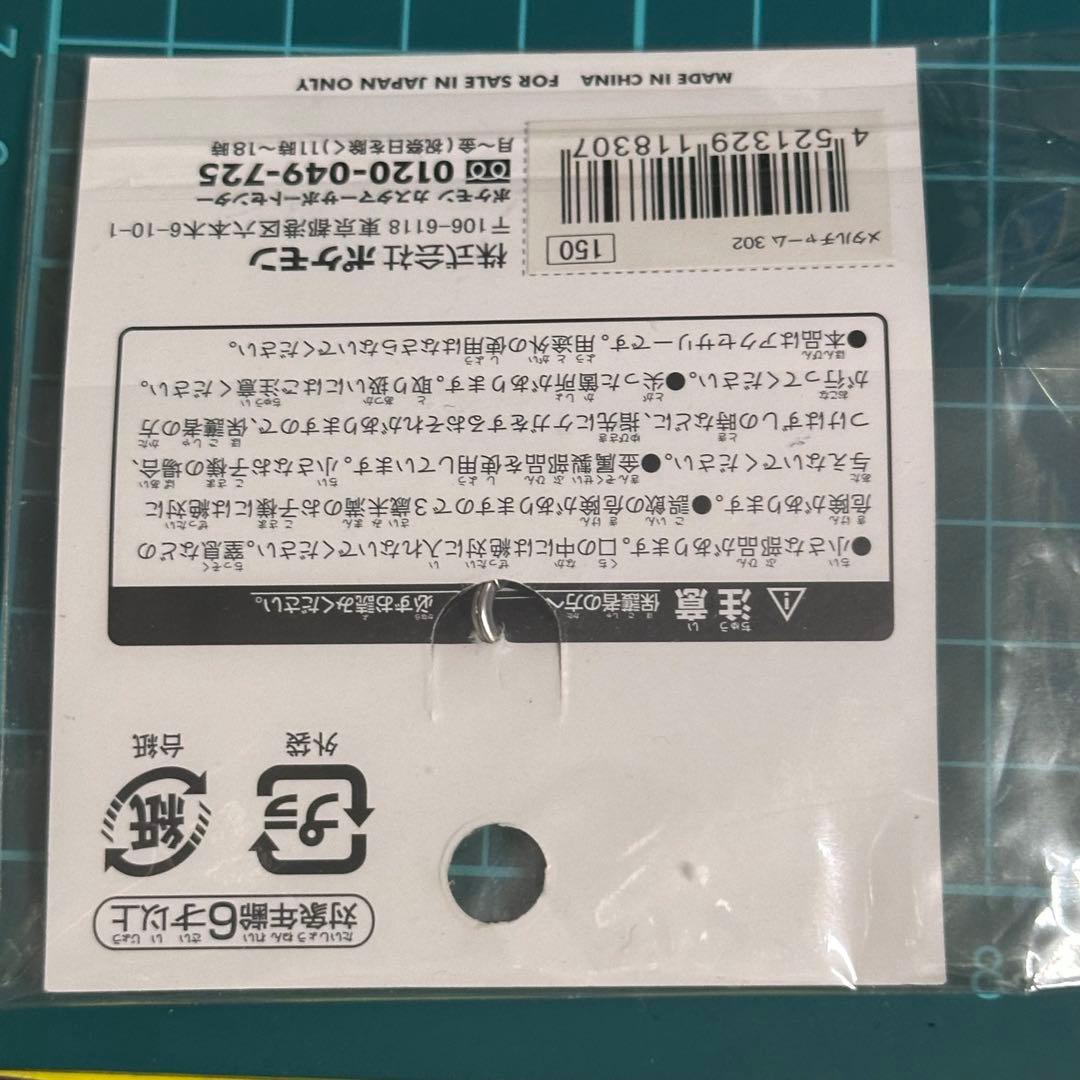 対象年齢6才以上
外袋
プラ
台紙
紙
注意 保護者の方へ 必ずお読みください。
●小さな部品があります。口の中には絶対に入れないでください。窒息などの
危険があります。●誤飲の危険がありますので3歳未満のお子様には絶対に
与えないでください。●金属製部品を使用しています。小さなお子様の場合、
つけはずしの時などに、指先にケガをするおそれがありますので、保護者の方
が行ってください。●尖った箇所があります。取り扱いにはご注意ください。
●本品はアクセサリーです。用途外の使用はなさらないでください。
メタルチャーム 302
150
4 521329 118307
株式会社ポケモン
〒106-6118 東京都港区六本木6-10-1
ポケモン カスタマーサポートセンター
0120-049-725
月～金(祝祭日を除く)11時～18時
MADE IN CHINA FOR SALE IN JAPAN ONLY
8